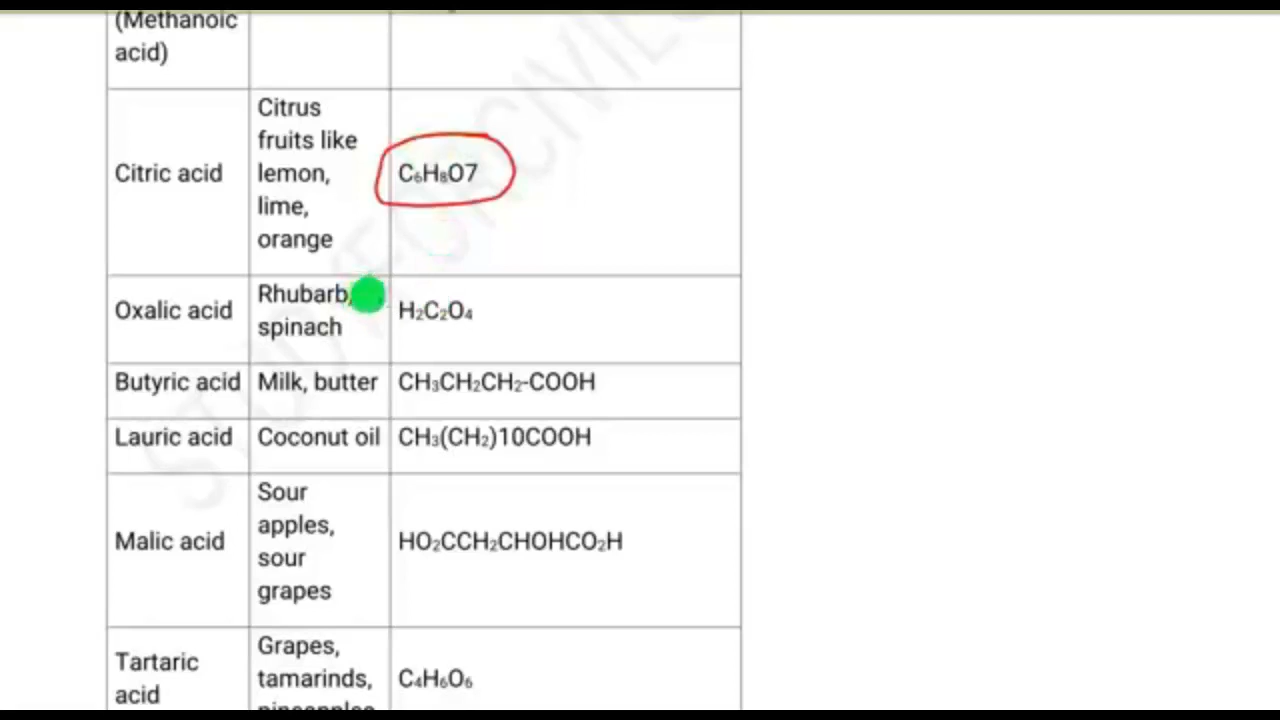 (Methanoic
acid)
Citric acid
Citrus
fruits like
lemon,
lime,
orange
C₆H₈O7
Oxalic acid
Rhubarb,
spinach
H₂C₂O₄
Butyric acid
Milk, butter
CH₃CH₂CH₂-COOH
Lauric acid
Coconut oil
CH₃(CH₂)10COOH
Malic acid
Sour
apples,
sour
grapes
HO₂CCH₂CHOHCO₂H
Tartaric
acid
Grapes,
tamarinds,
pineapples
C₄H₆O₆